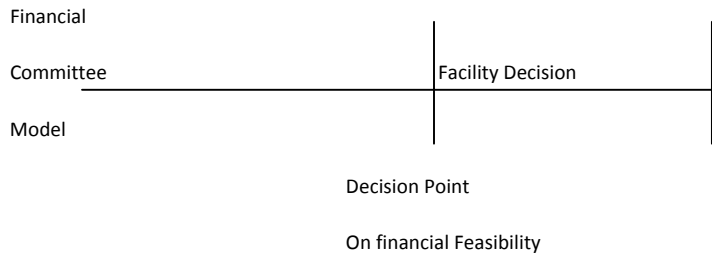 Financial
Committee Facility Decision
Model
Decision Point
On financial Feasibility